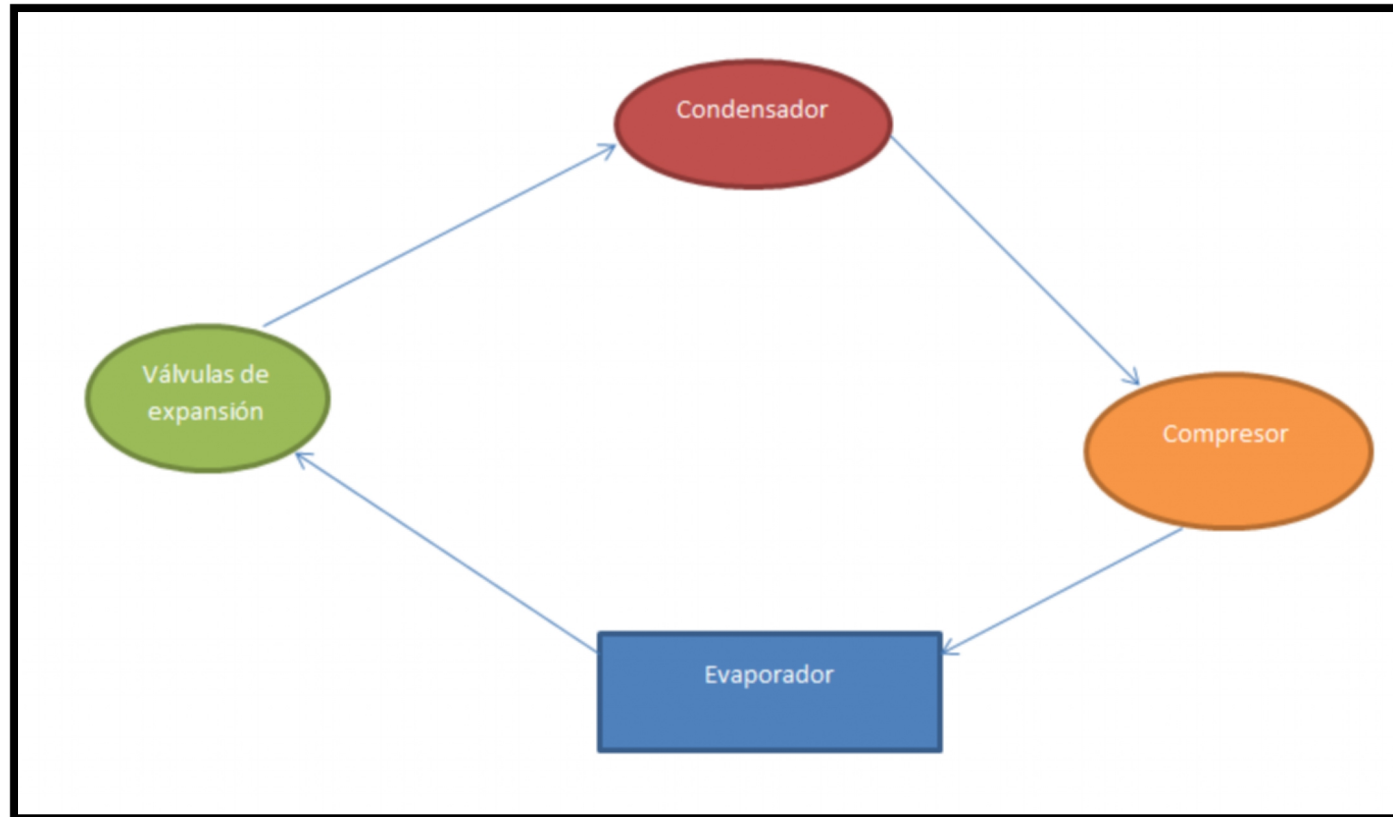 Condensador
Válvulas de
expansión
Compresor
Evaporador